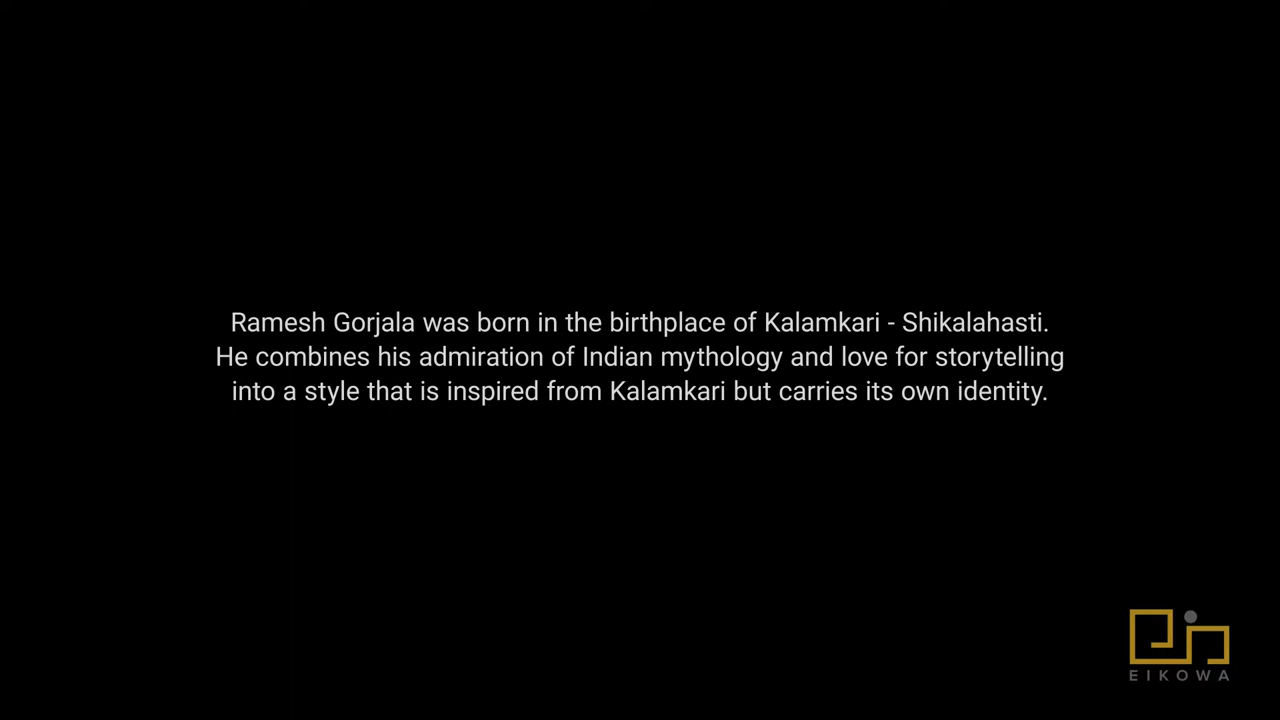 Ramesh Gorjala was born in the birthplace of Kalamkari - Shikalahasti.
He combines his admiration of Indian mythology and love for storytelling
into a style that is inspired from Kalamkari but carries its own identity.
EIKOWA